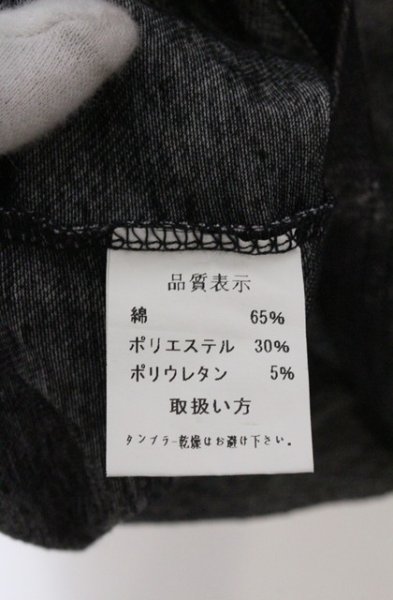 品質表示
綿 65%
ポリエステル 30%
ポリウレタン 5%
取扱い方
タンブラー乾燥はお避け下さい。